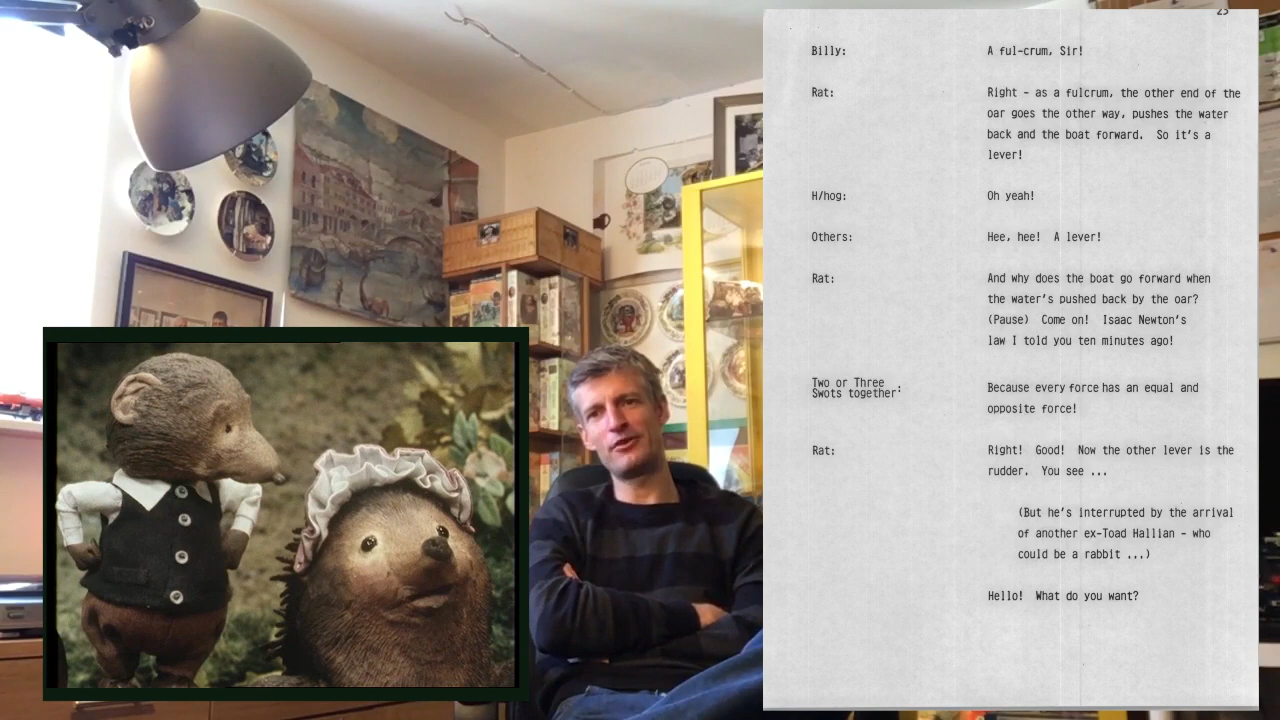 23
Billy: A ful-crum, Sir!
Rat: Right - as a fulcrum, the other end of the
oar goes the other way, pushes the water
back and the boat forward. So it's a
lever!
H/hog: Oh yeah!
Others: Hee, hee! A lever!
Rat: And why does the boat go forward when
the water's pushed back by the oar?
(Pause) Come on! Isaac Newton's
law I told you ten minutes ago!
Two or Three
Swots together: Because every force has an equal and
opposite force!
Rat: Right! Good! Now the other lever is the
rudder. You see ...
(But he's interrupted by the arrival
of another ex-Toad Hallian - who
could be a rabbit ...)
Hello! What do you want?